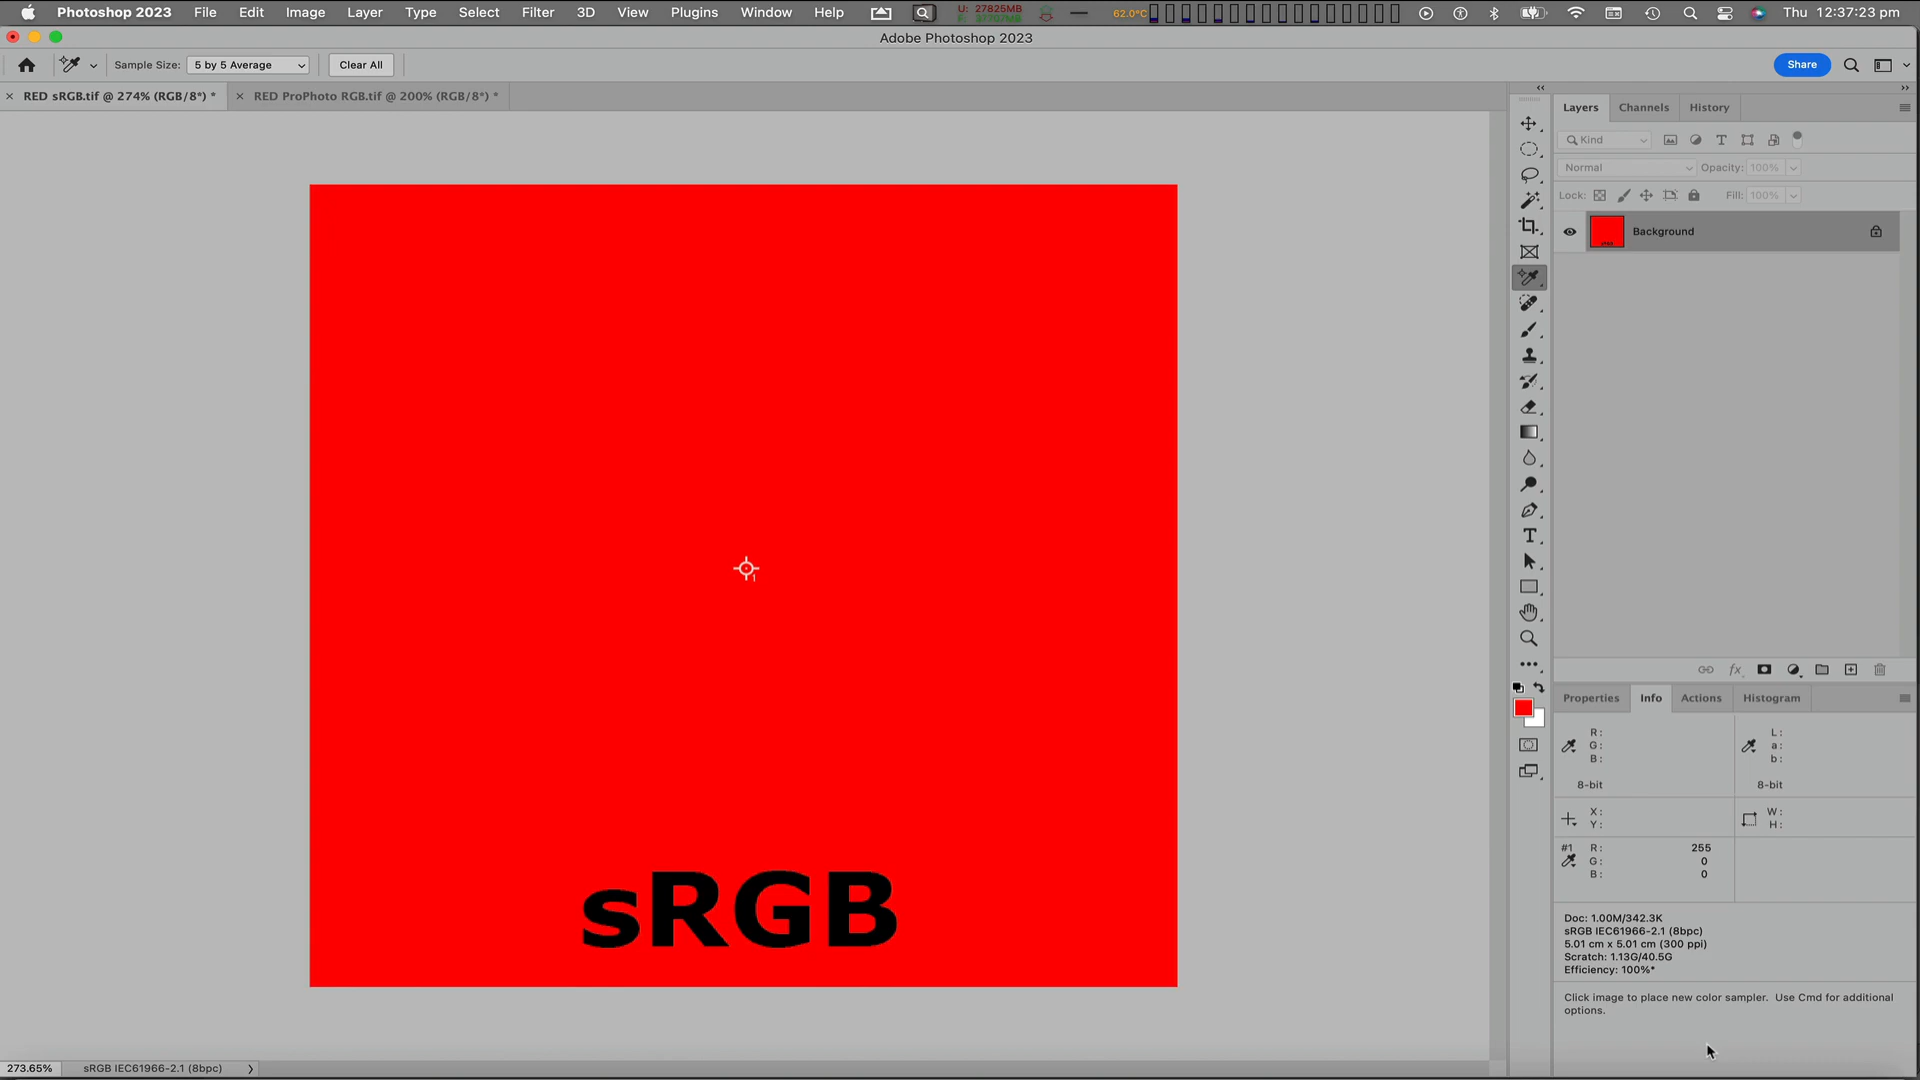 Photoshop 2023 File Edit Image Layer Type Select Filter 3D View Plugins Window Help U: 27825MB F: 37707MB 62.0°C Thu 12:37:23 pm
Adobe Photoshop 2023
Sample Size: 5 by 5 Average Clear All Share
RED sRGB.tif @ 274% (RGB/8*) * RED ProPhoto RGB.tif @ 200% (RGB/8*) *
Layers Channels History
Kind
Normal Opacity: 100%
Lock: Fill: 100%
Background
sRGB
Properties Info Actions Histogram
R: L:
G: a:
B: b:
8-bit 8-bit
X: W:
Y: H:
#1 R: 255
G: 0
B: 0
Doc: 1.00M/342.3K
sRGB IEC61966-2.1 (8bpc)
5.01 cm x 5.01 cm (300 ppi)
Scratch: 1.13G/40.5G
Efficiency: 100%*
Click image to place new color sampler. Use Cmd for additional
options.
273.65% sRGB IEC61966-2.1 (8bpc)